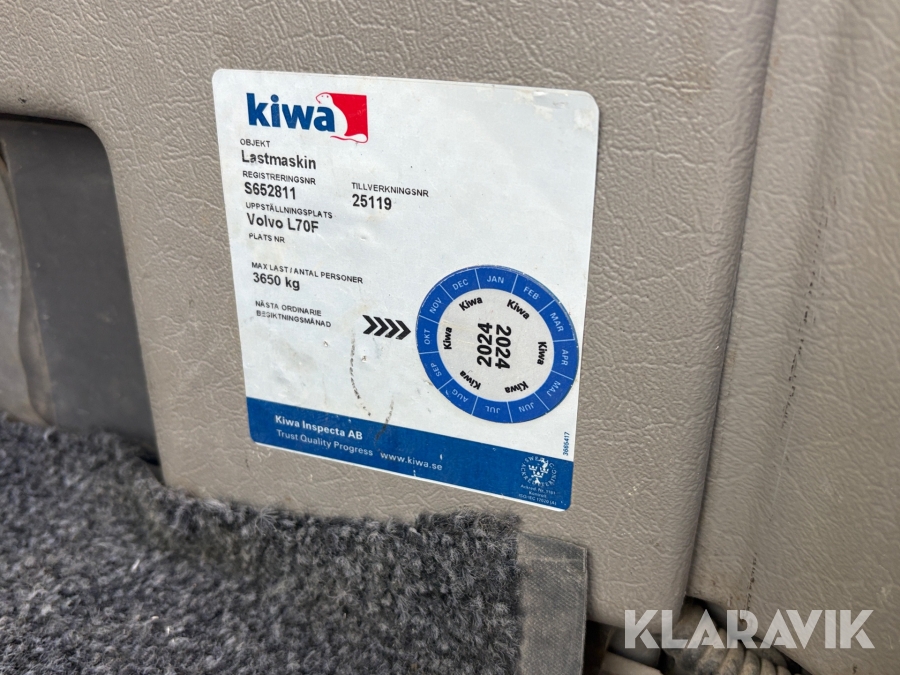 kiwa
OBJEKT
Lastmaskin
REGISTRERINGSNR
S652811
TILLVERKNINGSNR
25119
UPPSTÄLLNINGSPLATS
Volvo L70F
PLATS NR
MAX LAST / ANTAL PERSONER
3650 kg
NÄSTA ORDINARIE
BESIKTNINGSMÅNAD
JAN FEB MAR APR MAJ JUN JUL AUG SEP OKT NOV DEC
Kiwa Kiwa Kiwa Kiwa Kiwa Kiwa
2024
2024
Kiwa Inspecta AB
Trust Quality Progress www.kiwa.se
3685417
KLARAVIK